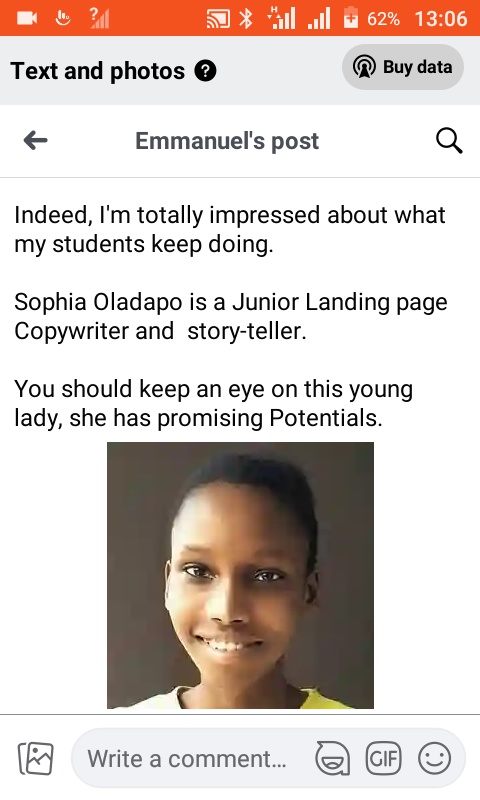 62% 13:06
Text and photos ?
Buy data
Emmanuel's post
Indeed, I'm totally impressed about what
my students keep doing.
Sophia Oladapo is a Junior Landing page
Copywriter and  story-teller.
You should keep an eye on this young
lady, she has promising Potentials.
Write a comment... GIF